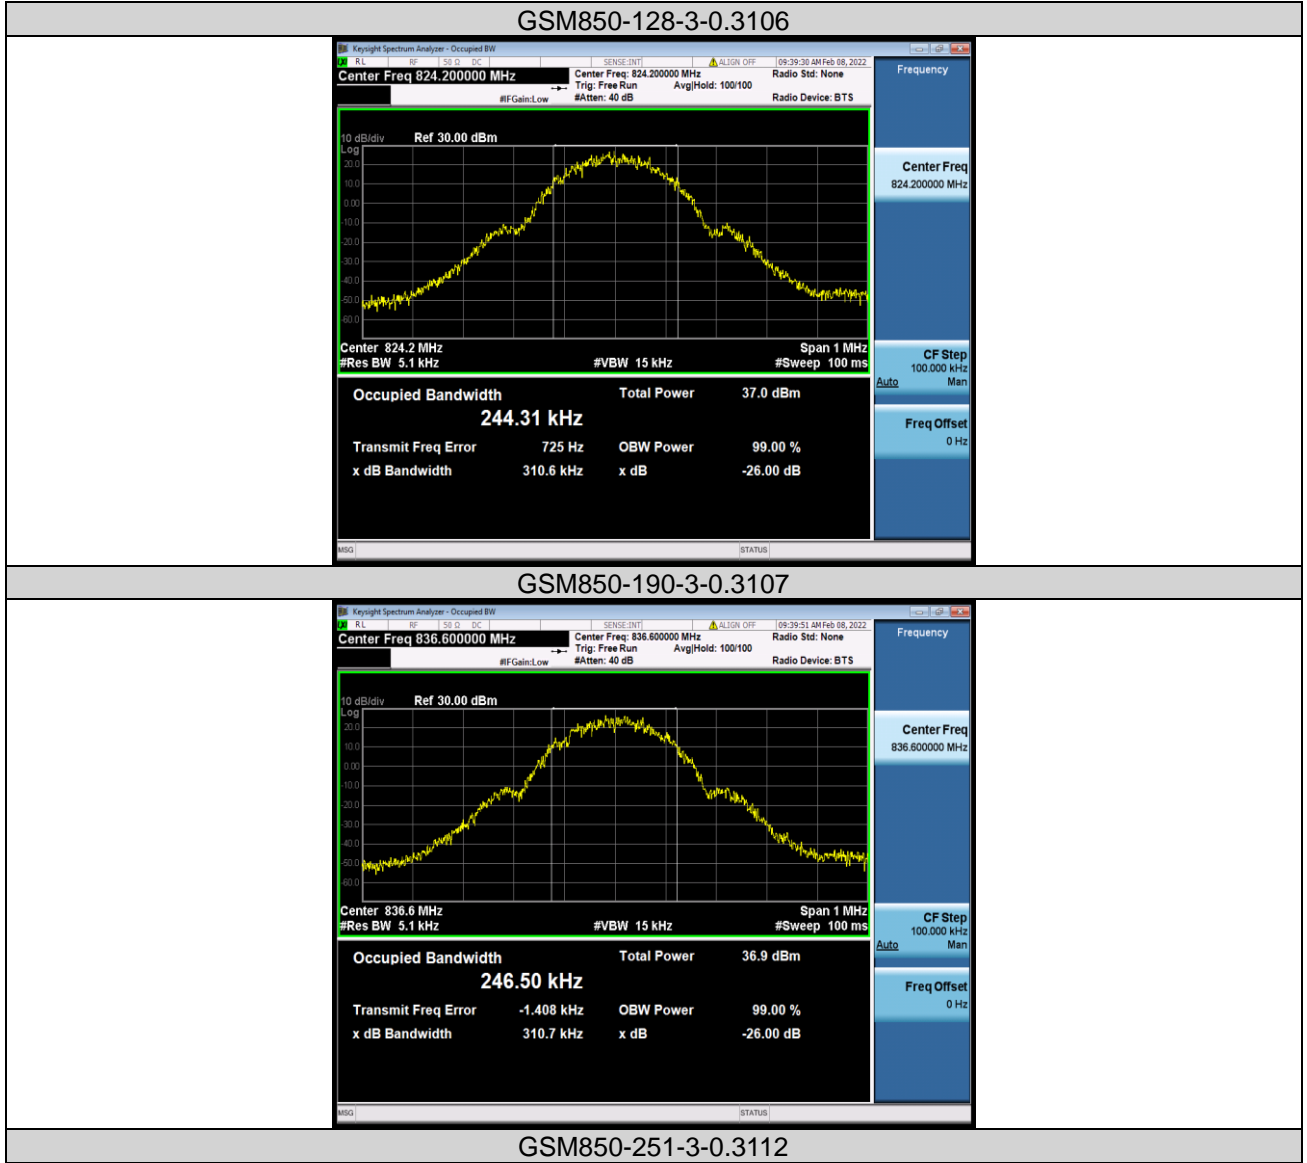 GSM850-128-3-0.3106
Keysight Spectrum Analyzer - Occupied BW
RL RF 50 Ω DC SENSE:INT ALIGN OFF 09:39:30 AM Feb 08, 2022
Center Freq 824.200000 MHz Center Freq: 824.200000 MHz Radio Std: None Frequency
Trig: Free Run Avg|Hold: 100/100
#IFGain:Low #Atten: 40 dB Radio Device: BTS
10 dB/div Ref 30.00 dBm
Log
20.0
10.0
0.00
-10.0
-20.0
-30.0
-40.0
-50.0
-60.0
Center Freq
824.200000 MHz
Center 824.2 MHz Span 1 MHz
#Res BW 5.1 kHz #VBW 15 kHz #Sweep 100 ms
CF Step
100.000 kHz
Auto Man
Occupied Bandwidth Total Power 37.0 dBm
244.31 kHz
Freq Offset
0 Hz
Transmit Freq Error 725 Hz OBW Power 99.00 %
x dB Bandwidth 310.6 kHz x dB -26.00 dB
MSG STATUS
GSM850-190-3-0.3107
Keysight Spectrum Analyzer - Occupied BW
RL RF 50 Ω DC SENSE:INT ALIGN OFF 09:39:51 AM Feb 08, 2022
Center Freq 836.600000 MHz Center Freq: 836.600000 MHz Radio Std: None Frequency
Trig: Free Run Avg|Hold: 100/100
#IFGain:Low #Atten: 40 dB Radio Device: BTS
10 dB/div Ref 30.00 dBm
Log
20.0
10.0
0.00
-10.0
-20.0
-30.0
-40.0
-50.0
-60.0
Center Freq
836.600000 MHz
Center 836.6 MHz Span 1 MHz
#Res BW 5.1 kHz #VBW 15 kHz #Sweep 100 ms
CF Step
100.000 kHz
Auto Man
Occupied Bandwidth Total Power 36.9 dBm
246.50 kHz
Freq Offset
0 Hz
Transmit Freq Error -1.408 kHz OBW Power 99.00 %
x dB Bandwidth 310.7 kHz x dB -26.00 dB
MSG STATUS
GSM850-251-3-0.3112